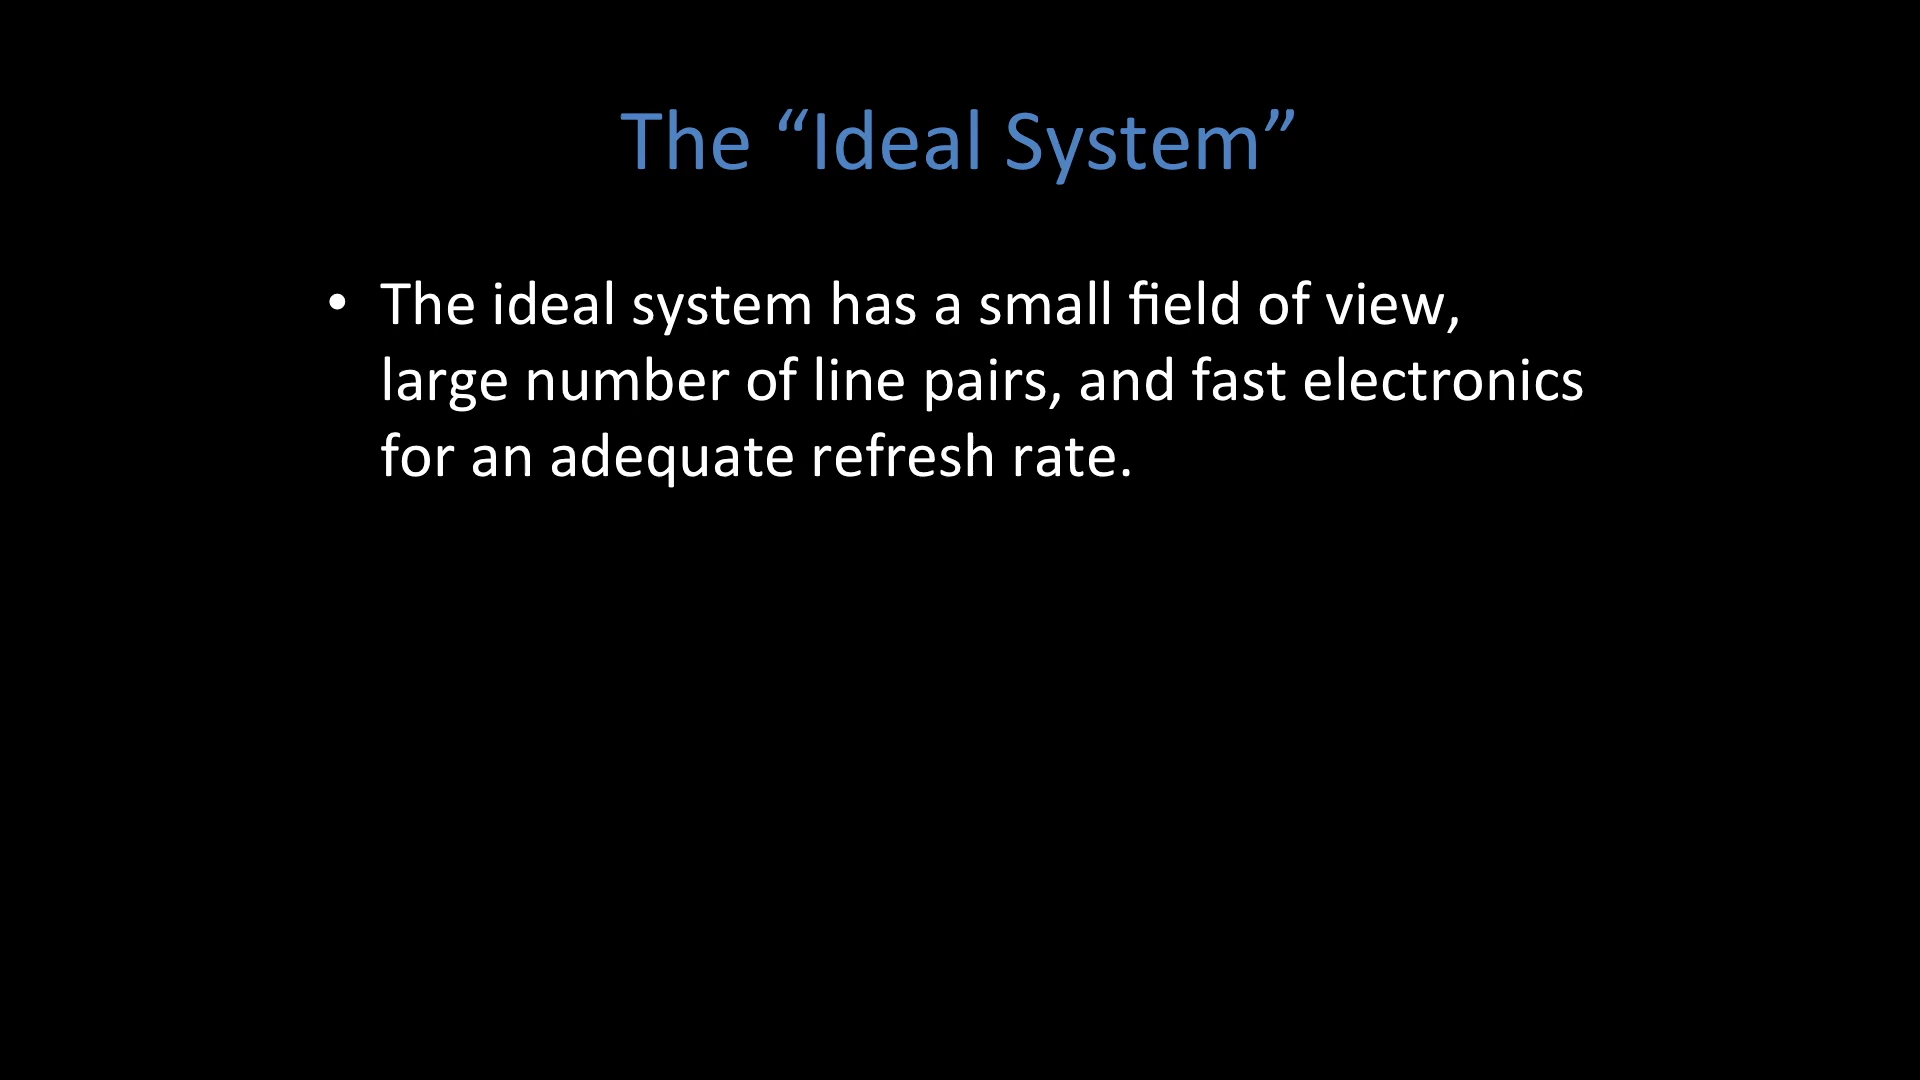 The “Ideal System”
• The ideal system has a small field of view,
large number of line pairs, and fast electronics
for an adequate refresh rate.